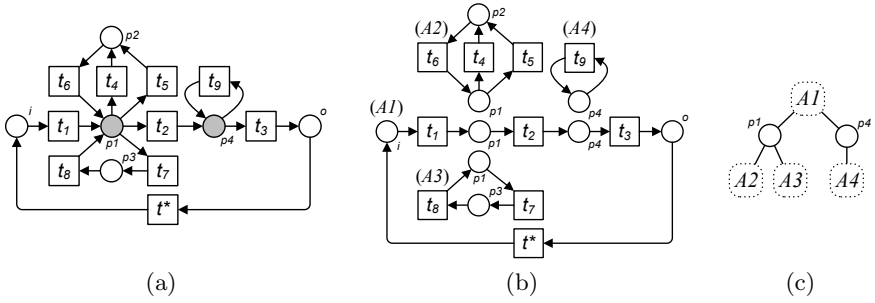 p2
t6 t4 t5 t9
i o
t1 t2 t3
p1 p4
t8 p3 t7
t*
(a)
(A2) p2 (A4)
t6 t4 t5 t9
(A1) p1 p4
i t1 p1 t2 p4 t3 o
(A3) p1
t8 p3 t7
t*
(b)
A1
p1 p4
A2 A3 A4
(c)